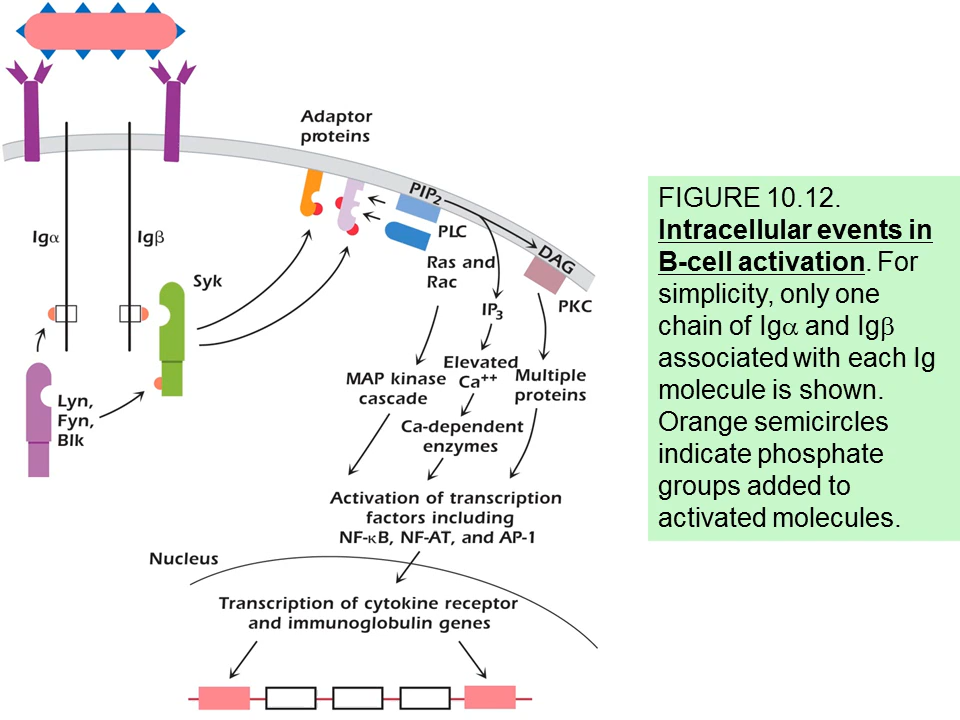 Adaptor
proteins
PIP2
PLC
DAG
PKC
Igα
Igβ
Syk
Ras and
Rac
IP3
Lyn,
Fyn,
Blk
MAP kinase
cascade
Elevated
Ca++
Multiple
proteins
Ca-dependent
enzymes
Activation of transcription
factors including
NF-κB, NF-AT, and AP-1
Nucleus
Transcription of cytokine receptor
and immunoglobulin genes
FIGURE 10.12.
Intracellular events in
B-cell activation. For
simplicity, only one
chain of Igα and Igβ
associated with each Ig
molecule is shown.
Orange semicircles
indicate phosphate
groups added to
activated molecules.